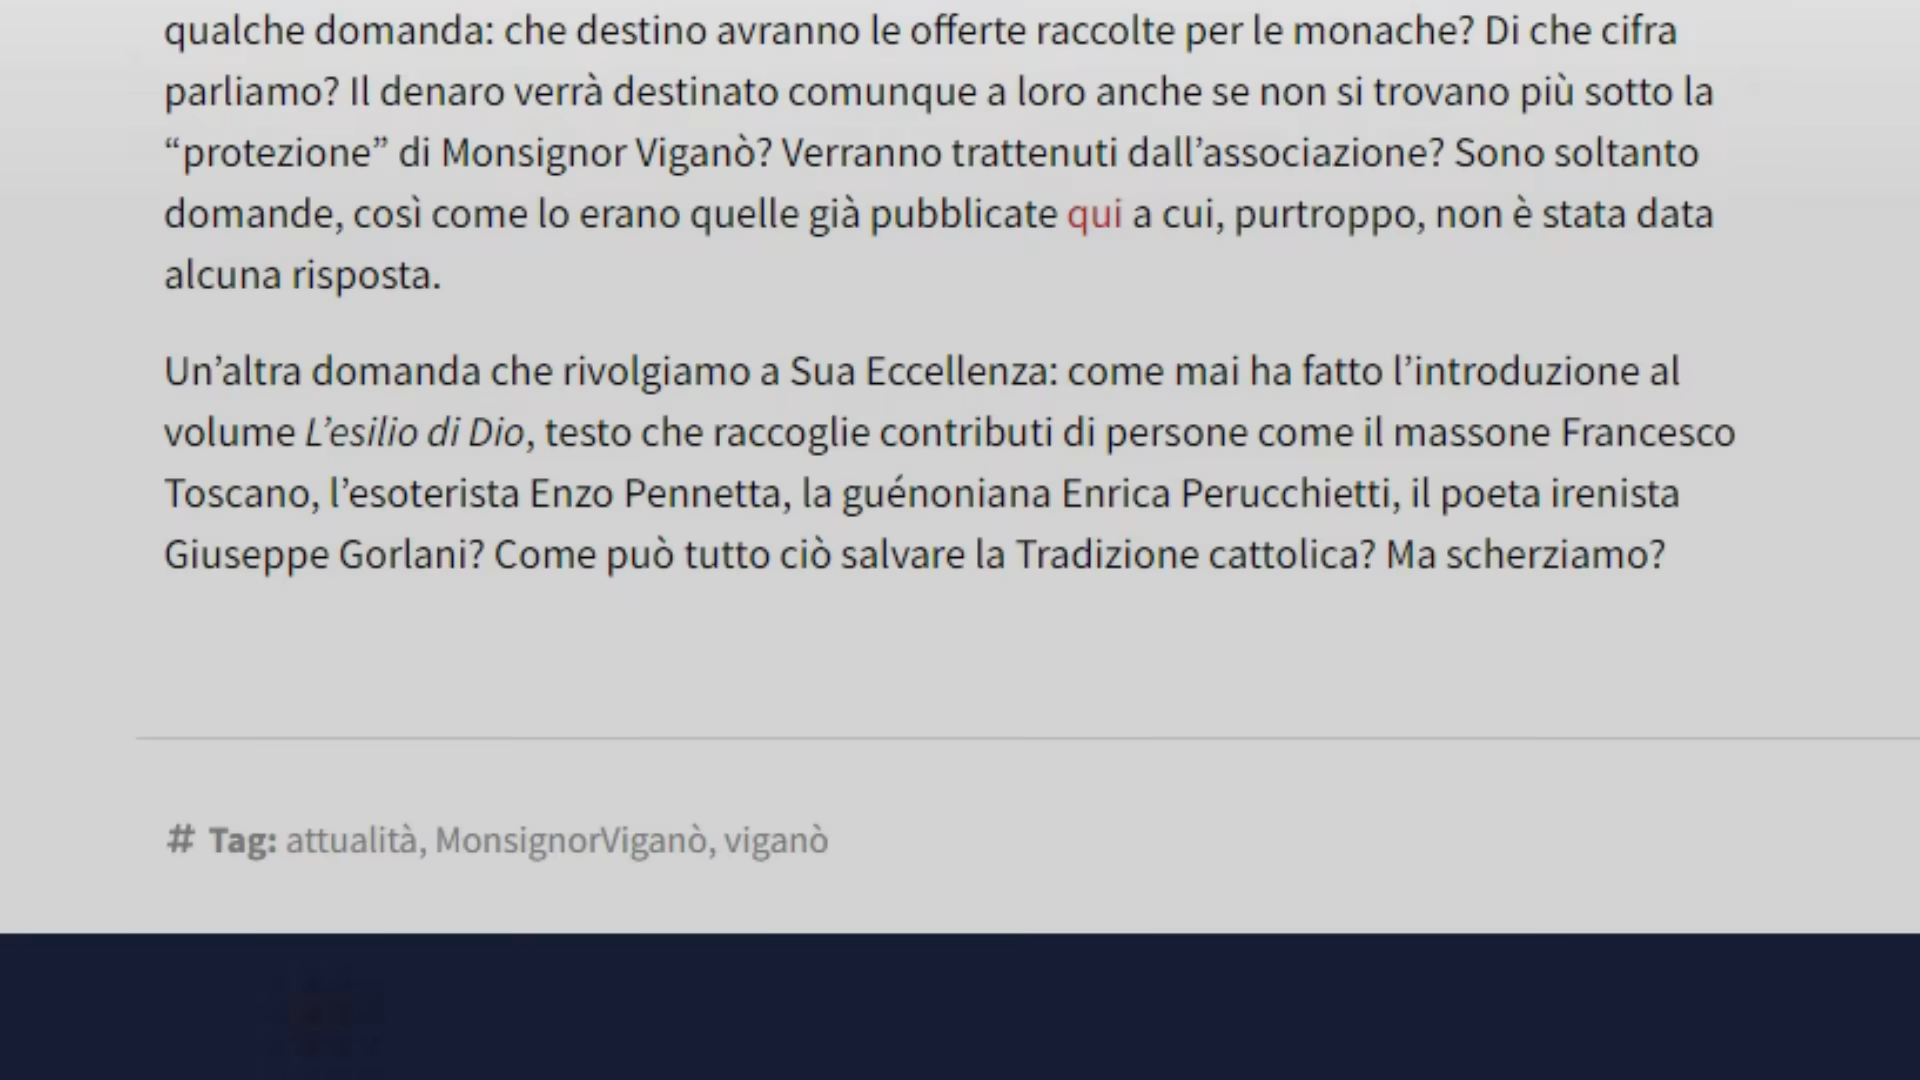 qualche domanda: che destino avranno le offerte raccolte per le monache? Di che cifra
parliamo? Il denaro verrà destinato comunque a loro anche se non si trovano più sotto la
“protezione” di Monsignor Viganò? Verranno trattenuti dall’associazione? Sono soltanto
domande, così come lo erano quelle già pubblicate qui a cui, purtroppo, non è stata data
alcuna risposta.
Un’altra domanda che rivolgiamo a Sua Eccellenza: come mai ha fatto l’introduzione al
volume L’esilio di Dio, testo che raccoglie contributi di persone come il massone Francesco
Toscano, l’esoterista Enzo Pennetta, la guénoniana Enrica Perucchietti, il poeta irenista
Giuseppe Gorlani? Come può tutto ciò salvare la Tradizione cattolica? Ma scherziamo?
# Tag: attualità, MonsignorViganò, viganò